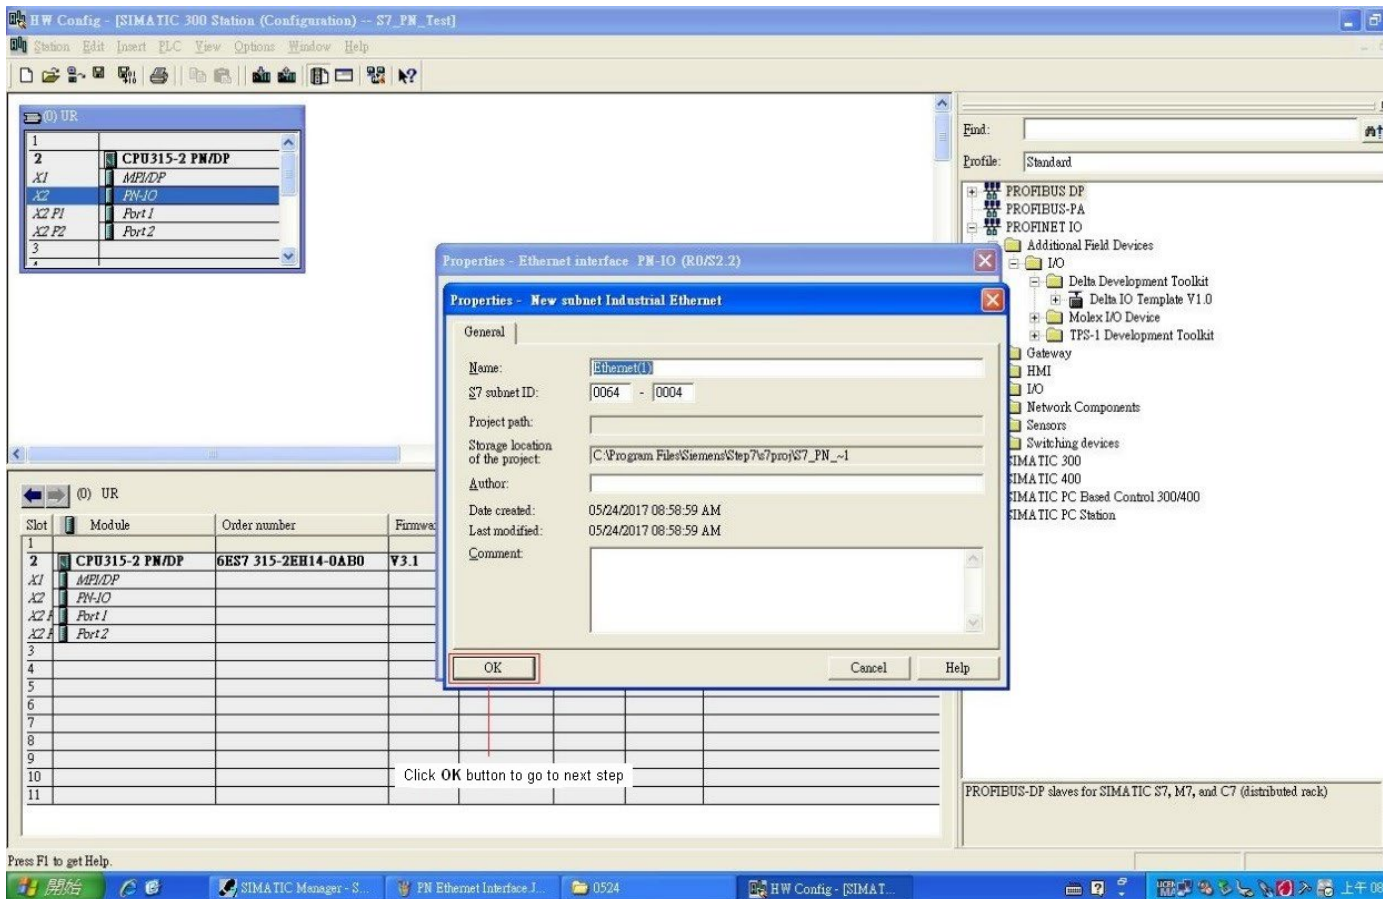 HW Config - [SIMATIC 300 Station (Configuration) -- S7_PN_Test]
Station Edit Insert PLC View Options Window Help
(0) UR
1
2 CPU315-2 PN/DP
X1 MPI/DP
X2 PN-IO
X2 P1 Port 1
X2 P2 Port 2
3
Find:
Profile: Standard
PROFIBUS DP
PROFIBUS-PA
PROFINET IO
Additional Field Devices
I/O
Delta Development Toolkit
Delta IO Template V1.0
Molex I/O Device
TPS-1 Development Toolkit
Gateway
HMI
I/O
Network Components
Sensors
Switching devices
SIMATIC 300
SIMATIC 400
SIMATIC PC Based Control 300/400
SIMATIC PC Station
Properties - Ethernet interface PN-IO (R0/S2.2)
Properties - New subnet Industrial Ethernet
General
Name: Ethernet(1)
S7 subnet ID: 0064 - 0004
Project path:
Storage location
of the project: C:\Program Files\Siemens\Step7\s7proj\S7_PN_~1
Author:
Date created: 05/24/2017 08:58:59 AM
Last modified: 05/24/2017 08:58:59 AM
Comment:
OK Cancel Help
Click OK button to go to next step
(0) UR
Slot Module Order number Firmwa
1
2 CPU315-2 PN/DP 6ES7 315-2EH14-0AB0 V3.1
X1 MPI/DP
X2 PN-IO
X2 P Port 1
X2 P Port 2
3
4
5
6
7
8
9
10
11
PROFIBUS-DP slaves for SIMATIC S7, M7, and C7 (distributed rack)
Press F1 to get Help.
開始 SIMATIC Manager - S... PN Ethernet Interface J... 0524 HW Config - [SIMAT... 上午 08